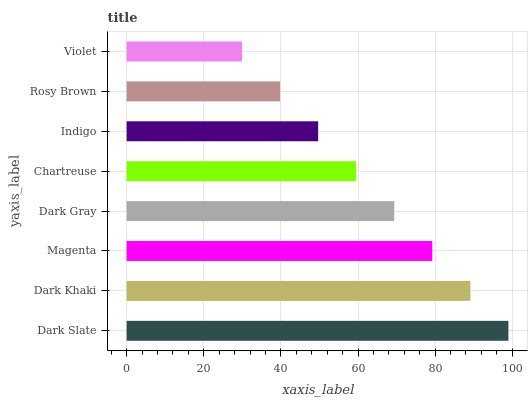 title
Violet
Rosy Brown
Indigo
Chartreuse
Dark Gray
Magenta
Dark Khaki
Dark Slate
yaxis_label
0 20 40 60 80 100
xaxis_label